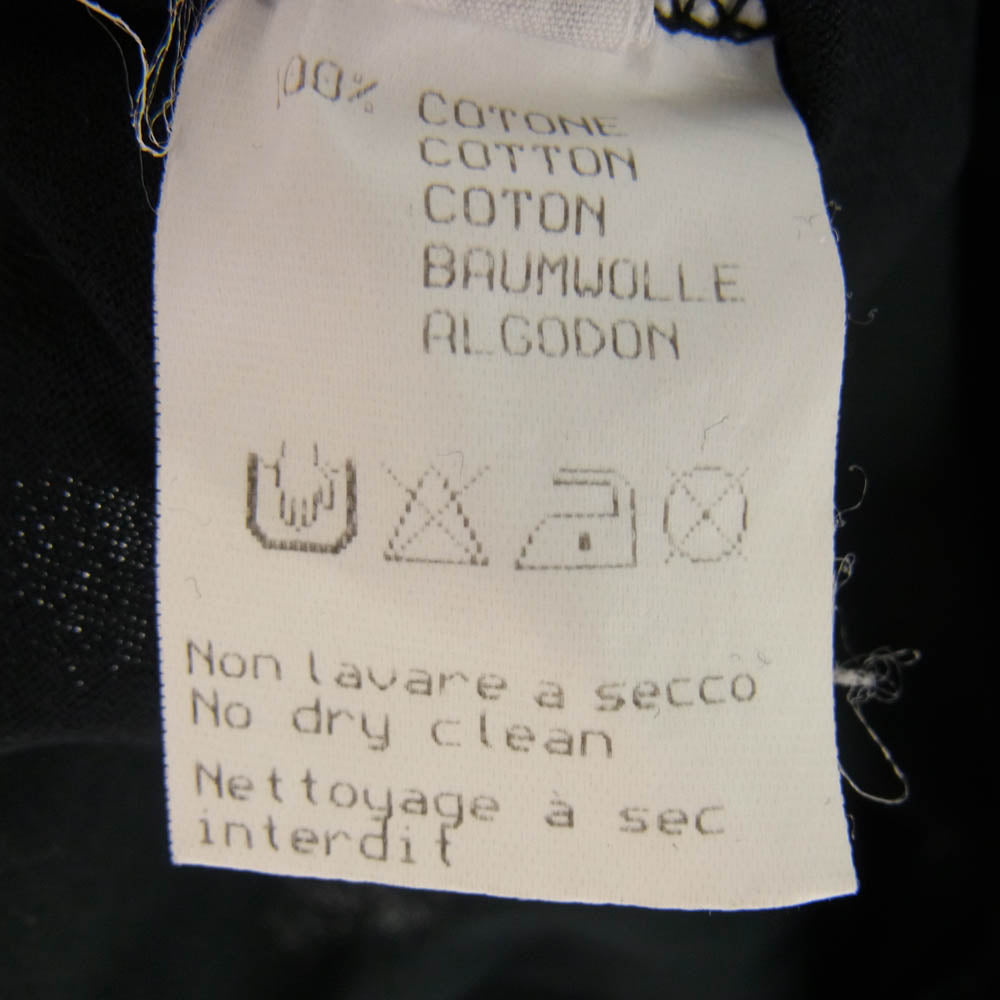 100% COTONE
COTTON
COTON
BAUMWOLLE
ALGODON
Non lavare a secco
No dry clean
Nettoyage à sec
interdit